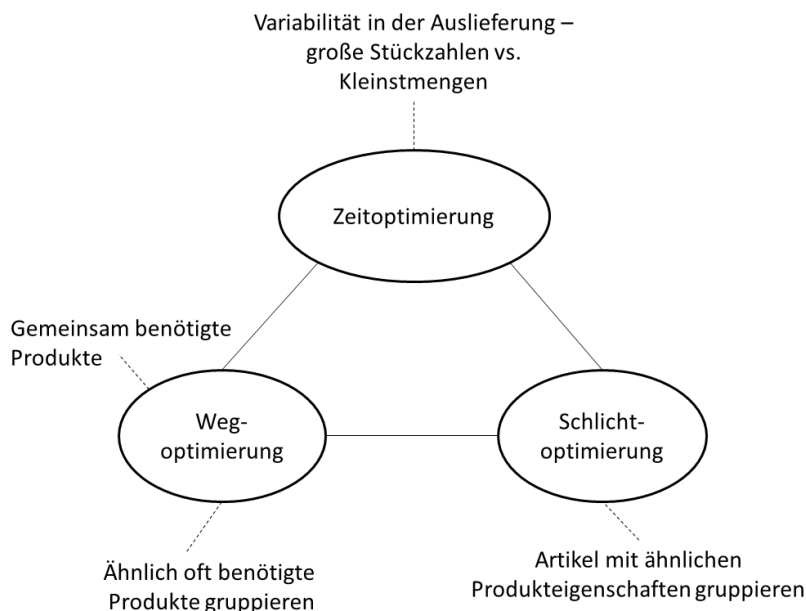 Variabilität in der Auslieferung –
große Stückzahlen vs.
Kleinstmengen
Zeitoptimierung
Gemeinsam benötigte
Produkte
Weg-
optimierung
Schlicht-
optimierung
Ähnlich oft benötigte
Produkte gruppieren
Artikel mit ähnlichen
Produkteigenschaften gruppieren